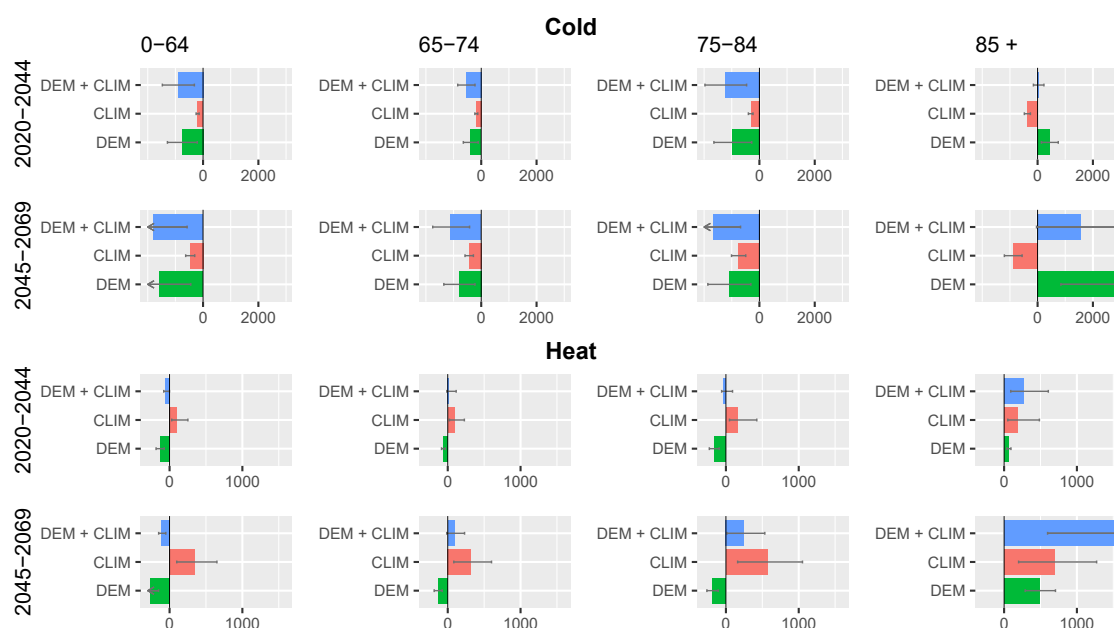 Cold
0−64 65−74 75−84 85 +
2020−2044
DEM + CLIM DEM + CLIM DEM + CLIM DEM + CLIM
CLIM CLIM CLIM CLIM
DEM DEM DEM DEM
0 2000 0 2000 0 2000 0 2000
2045−2069
DEM + CLIM DEM + CLIM DEM + CLIM DEM + CLIM
CLIM CLIM CLIM CLIM
DEM DEM DEM DEM
0 2000 0 2000 0 2000 0 2000
Heat
2020−2044
DEM + CLIM DEM + CLIM DEM + CLIM DEM + CLIM
CLIM CLIM CLIM CLIM
DEM DEM DEM DEM
0 1000 0 1000 0 1000 0 1000
2045−2069
DEM + CLIM DEM + CLIM DEM + CLIM DEM + CLIM
CLIM CLIM CLIM CLIM
DEM DEM DEM DEM
0 1000 0 1000 0 1000 0 1000